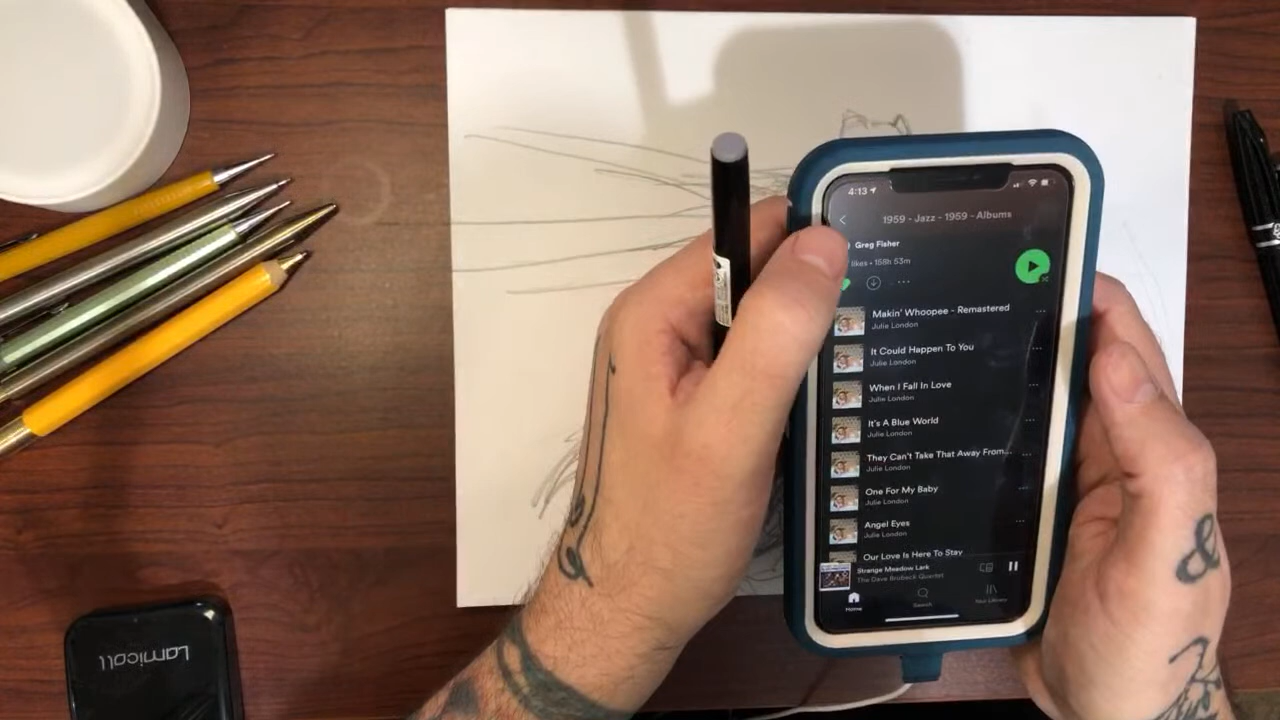 4:13
1959 - Jazz - 1959 - Albums
Greg Fisher
likes • 158h 53m
Makin' Whoopee - Remastered
Julie London
It Could Happen To You
Julie London
When I Fall In Love
Julie London
It's A Blue World
Julie London
They Can't Take That Away From...
Julie London
One For My Baby
Julie London
Angel Eyes
Julie London
Our Love Is Here To Stay
Strange Meadow Lark
The Dave Brubeck Quartet
Home
Search
Your Library
Lamicall
&